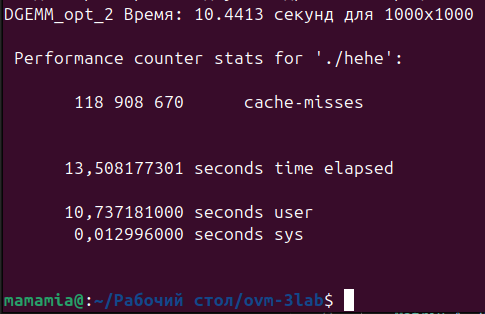 DGEMM_opt_2 Время: 10.4413 секунд для 1000x1000
Performance counter stats for './hehe':
118 908 670 cache-misses
13,508177301 seconds time elapsed
10,737181000 seconds user
0,012996000 seconds sys
mamamia@:~/Рабочий стол/ovm-3lab$